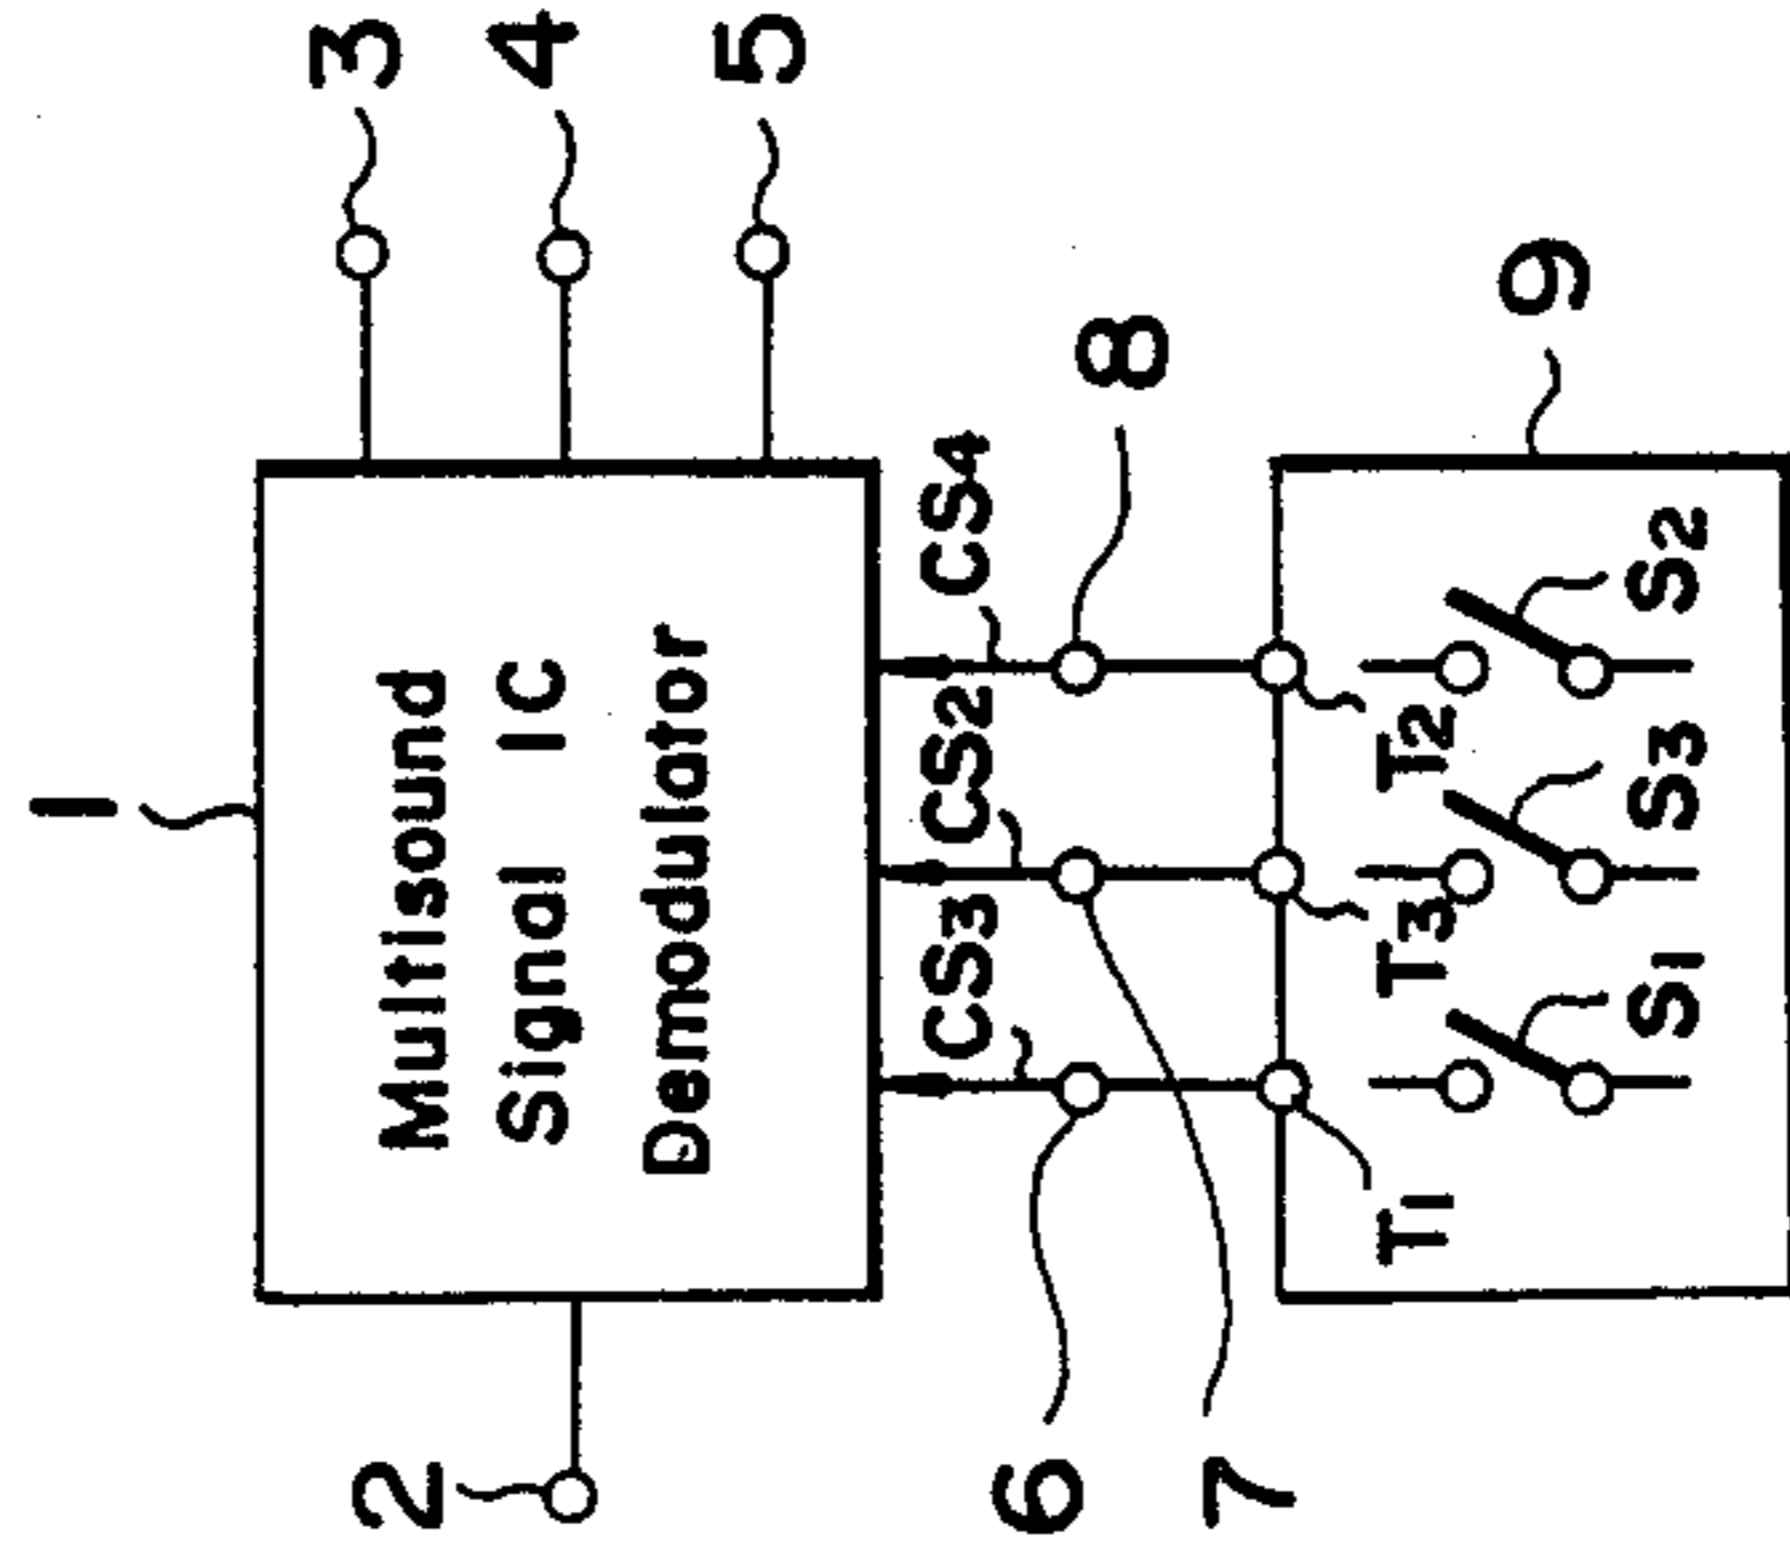 1
2
3
Multisound
Signal IC
Demodulator
4
5
CS3
CS2
CS4
6
8
7
T1
T3
T2
9
S1
S3
S2